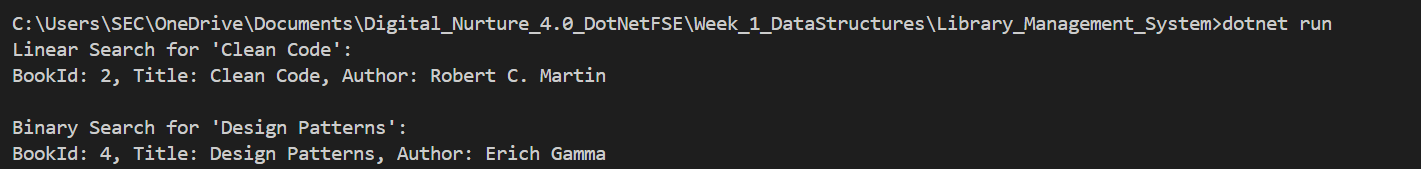 C:\Users\SEC\OneDrive\Documents\Digital_Nurture_4.0_DotNetFSE\Week_1_DataStructures\Library_Management_System>dotnet run
Linear Search for 'Clean Code':
BookId: 2, Title: Clean Code, Author: Robert C. Martin
Binary Search for 'Design Patterns':
BookId: 4, Title: Design Patterns, Author: Erich Gamma